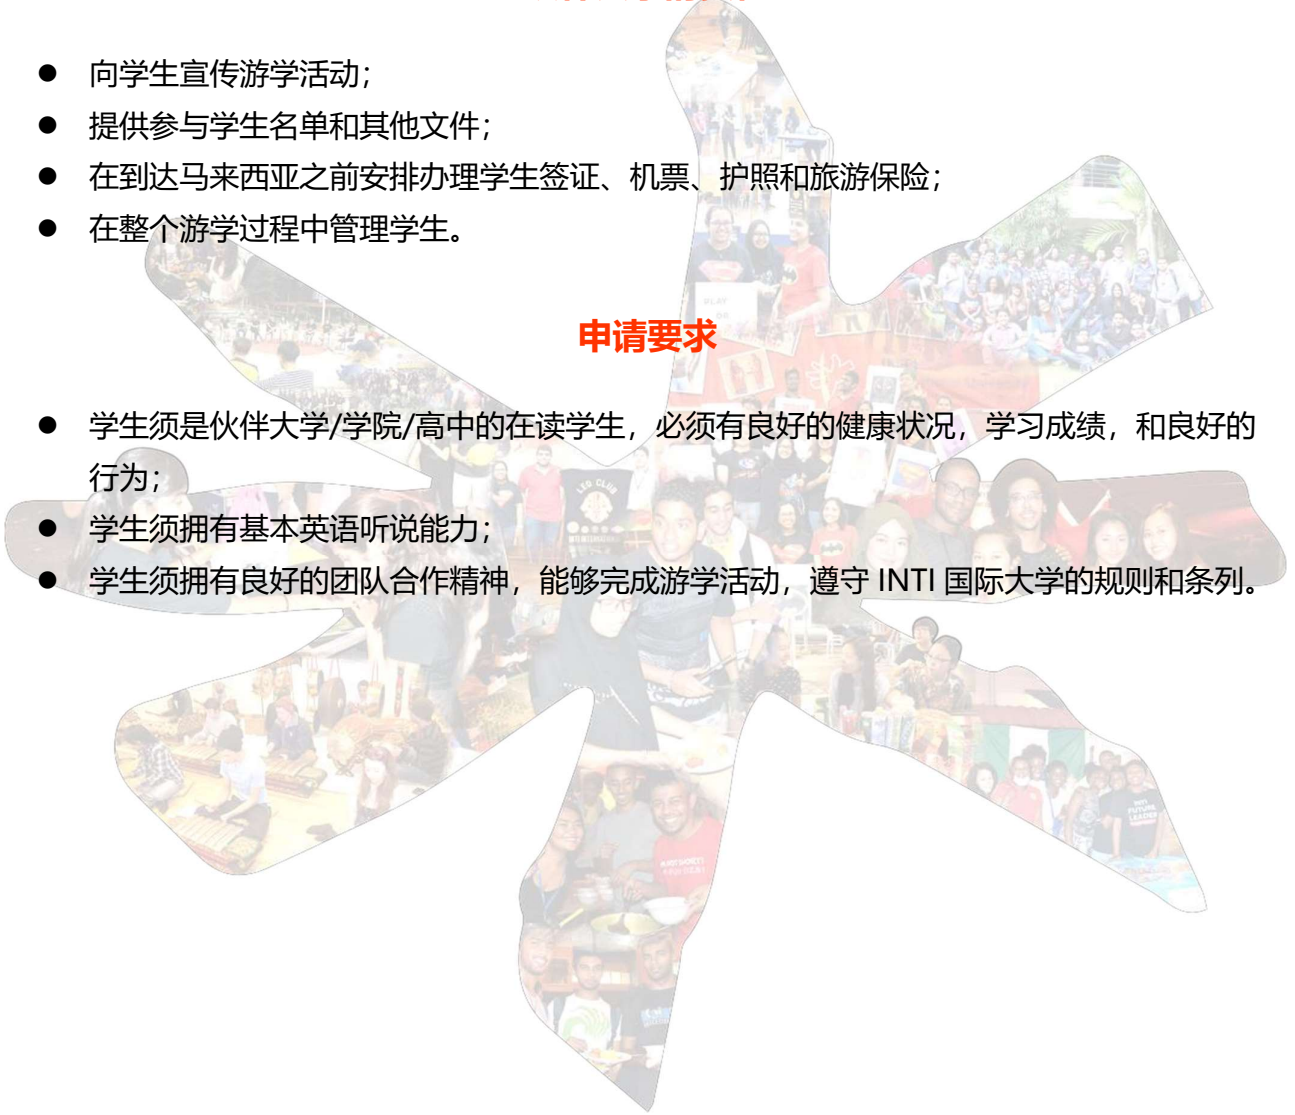 向学生宣传游学活动；
提供参与学生名单和其他文件；
在到达马来西亚之前安排办理学生签证、机票、护照和旅游保险；
在整个游学过程中管理学生。
申请要求
学生须是伙伴大学/学院/高中的在读学生，必须有良好的健康状况，学习成绩，和良好的
行为；
学生须拥有基本英语听说能力；
学生须拥有良好的团队合作精神，能够完成游学活动，遵守 INTI 国际大学的规则和条列。
LEO CLUB
INTI
FUTURE
LEADER